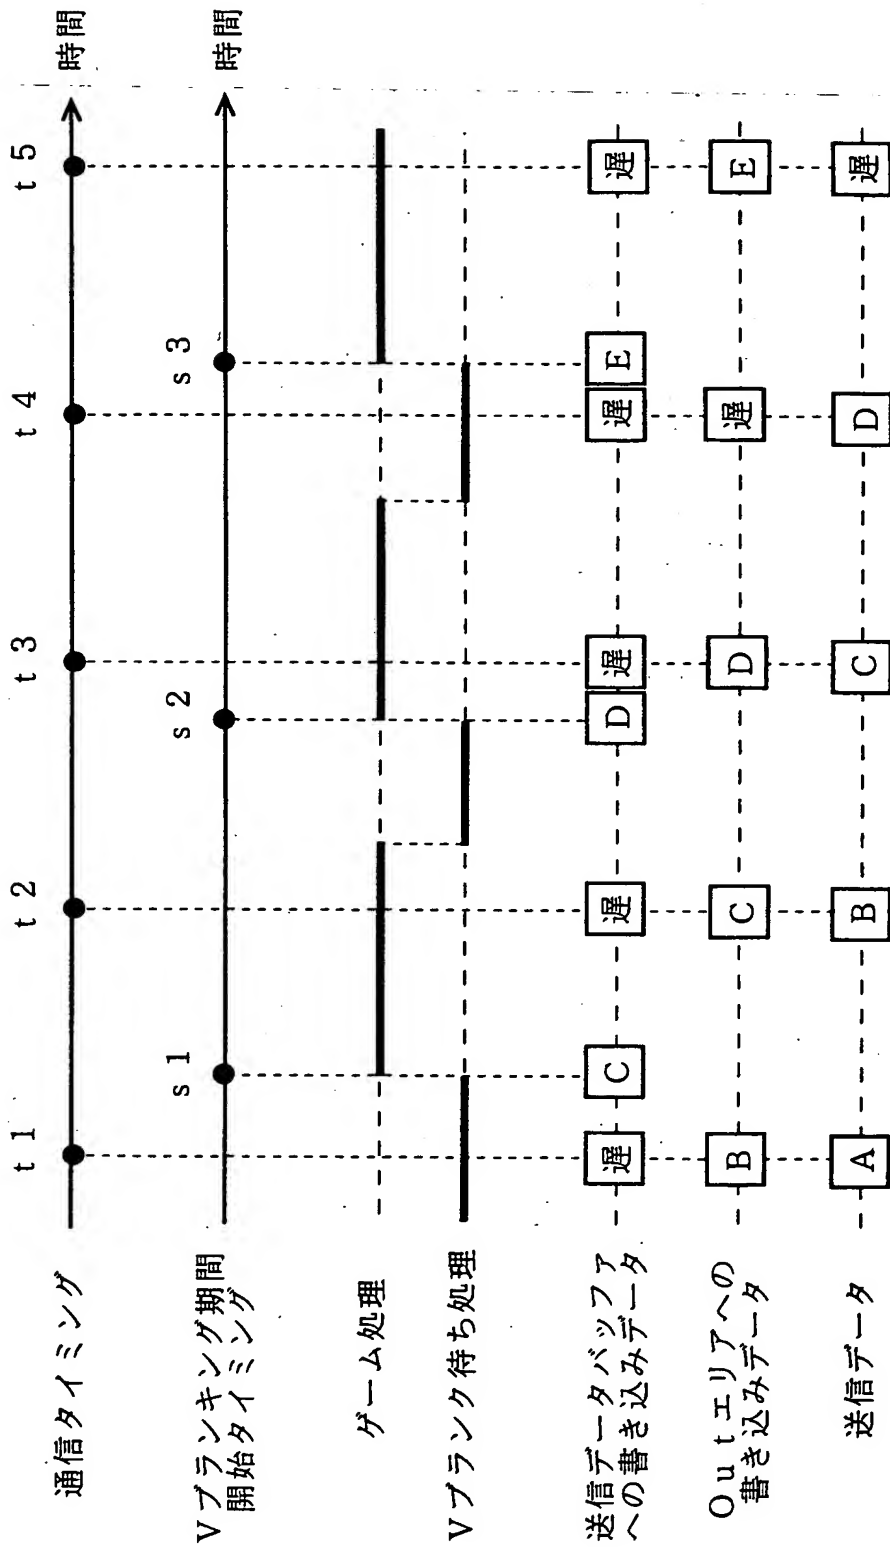 t 1
t 2
t 3
t 4
t 5
通信タイミング
時間
s 1
s 2
s 3
Vブランキング期間
開始タイミング
時間
ゲーム処理
Vブランク待ち処理
送信データバッファ
への書き込みデータ
遅
C
遅
D
遅
遅
E
遅
Outエリアへの
書き込みデータ
B
C
D
遅
E
送信データ
A
B
C
D
遅